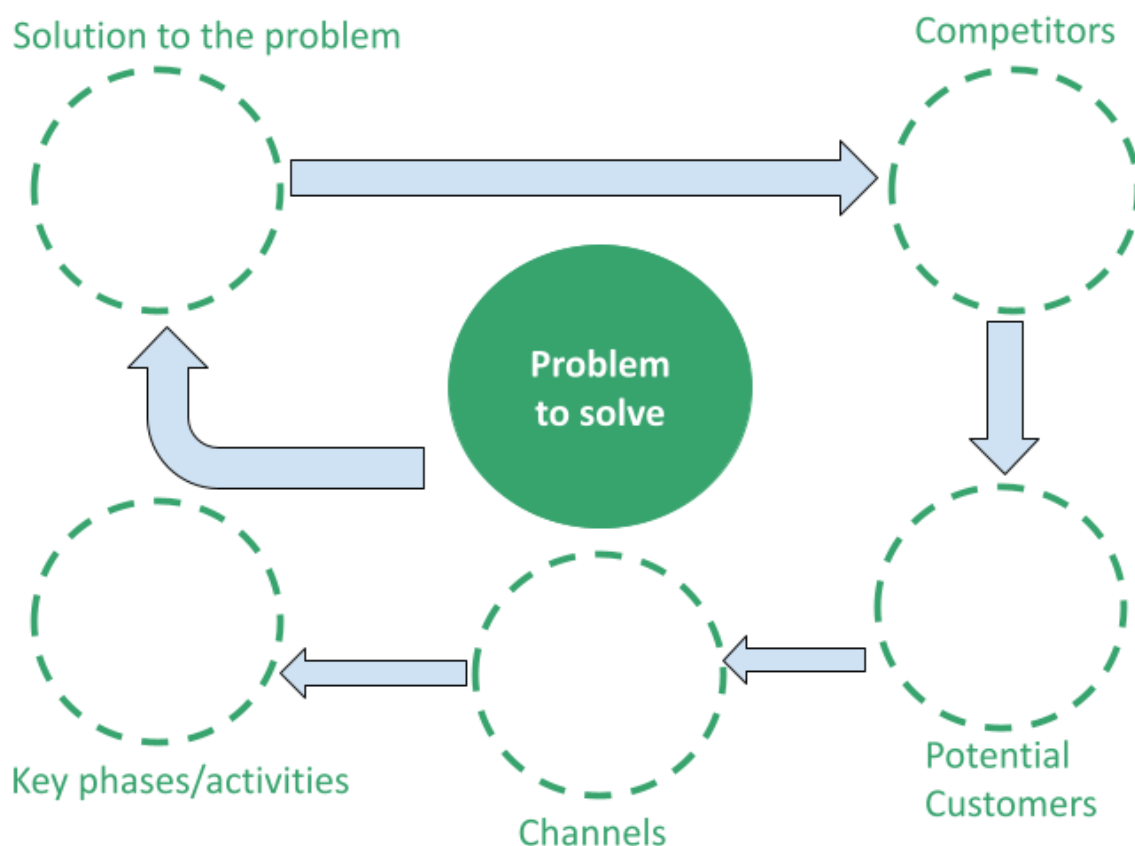 Solution to the problem
Competitors
Problem
to solve
Key phases/activities
Channels
Potential
Customers